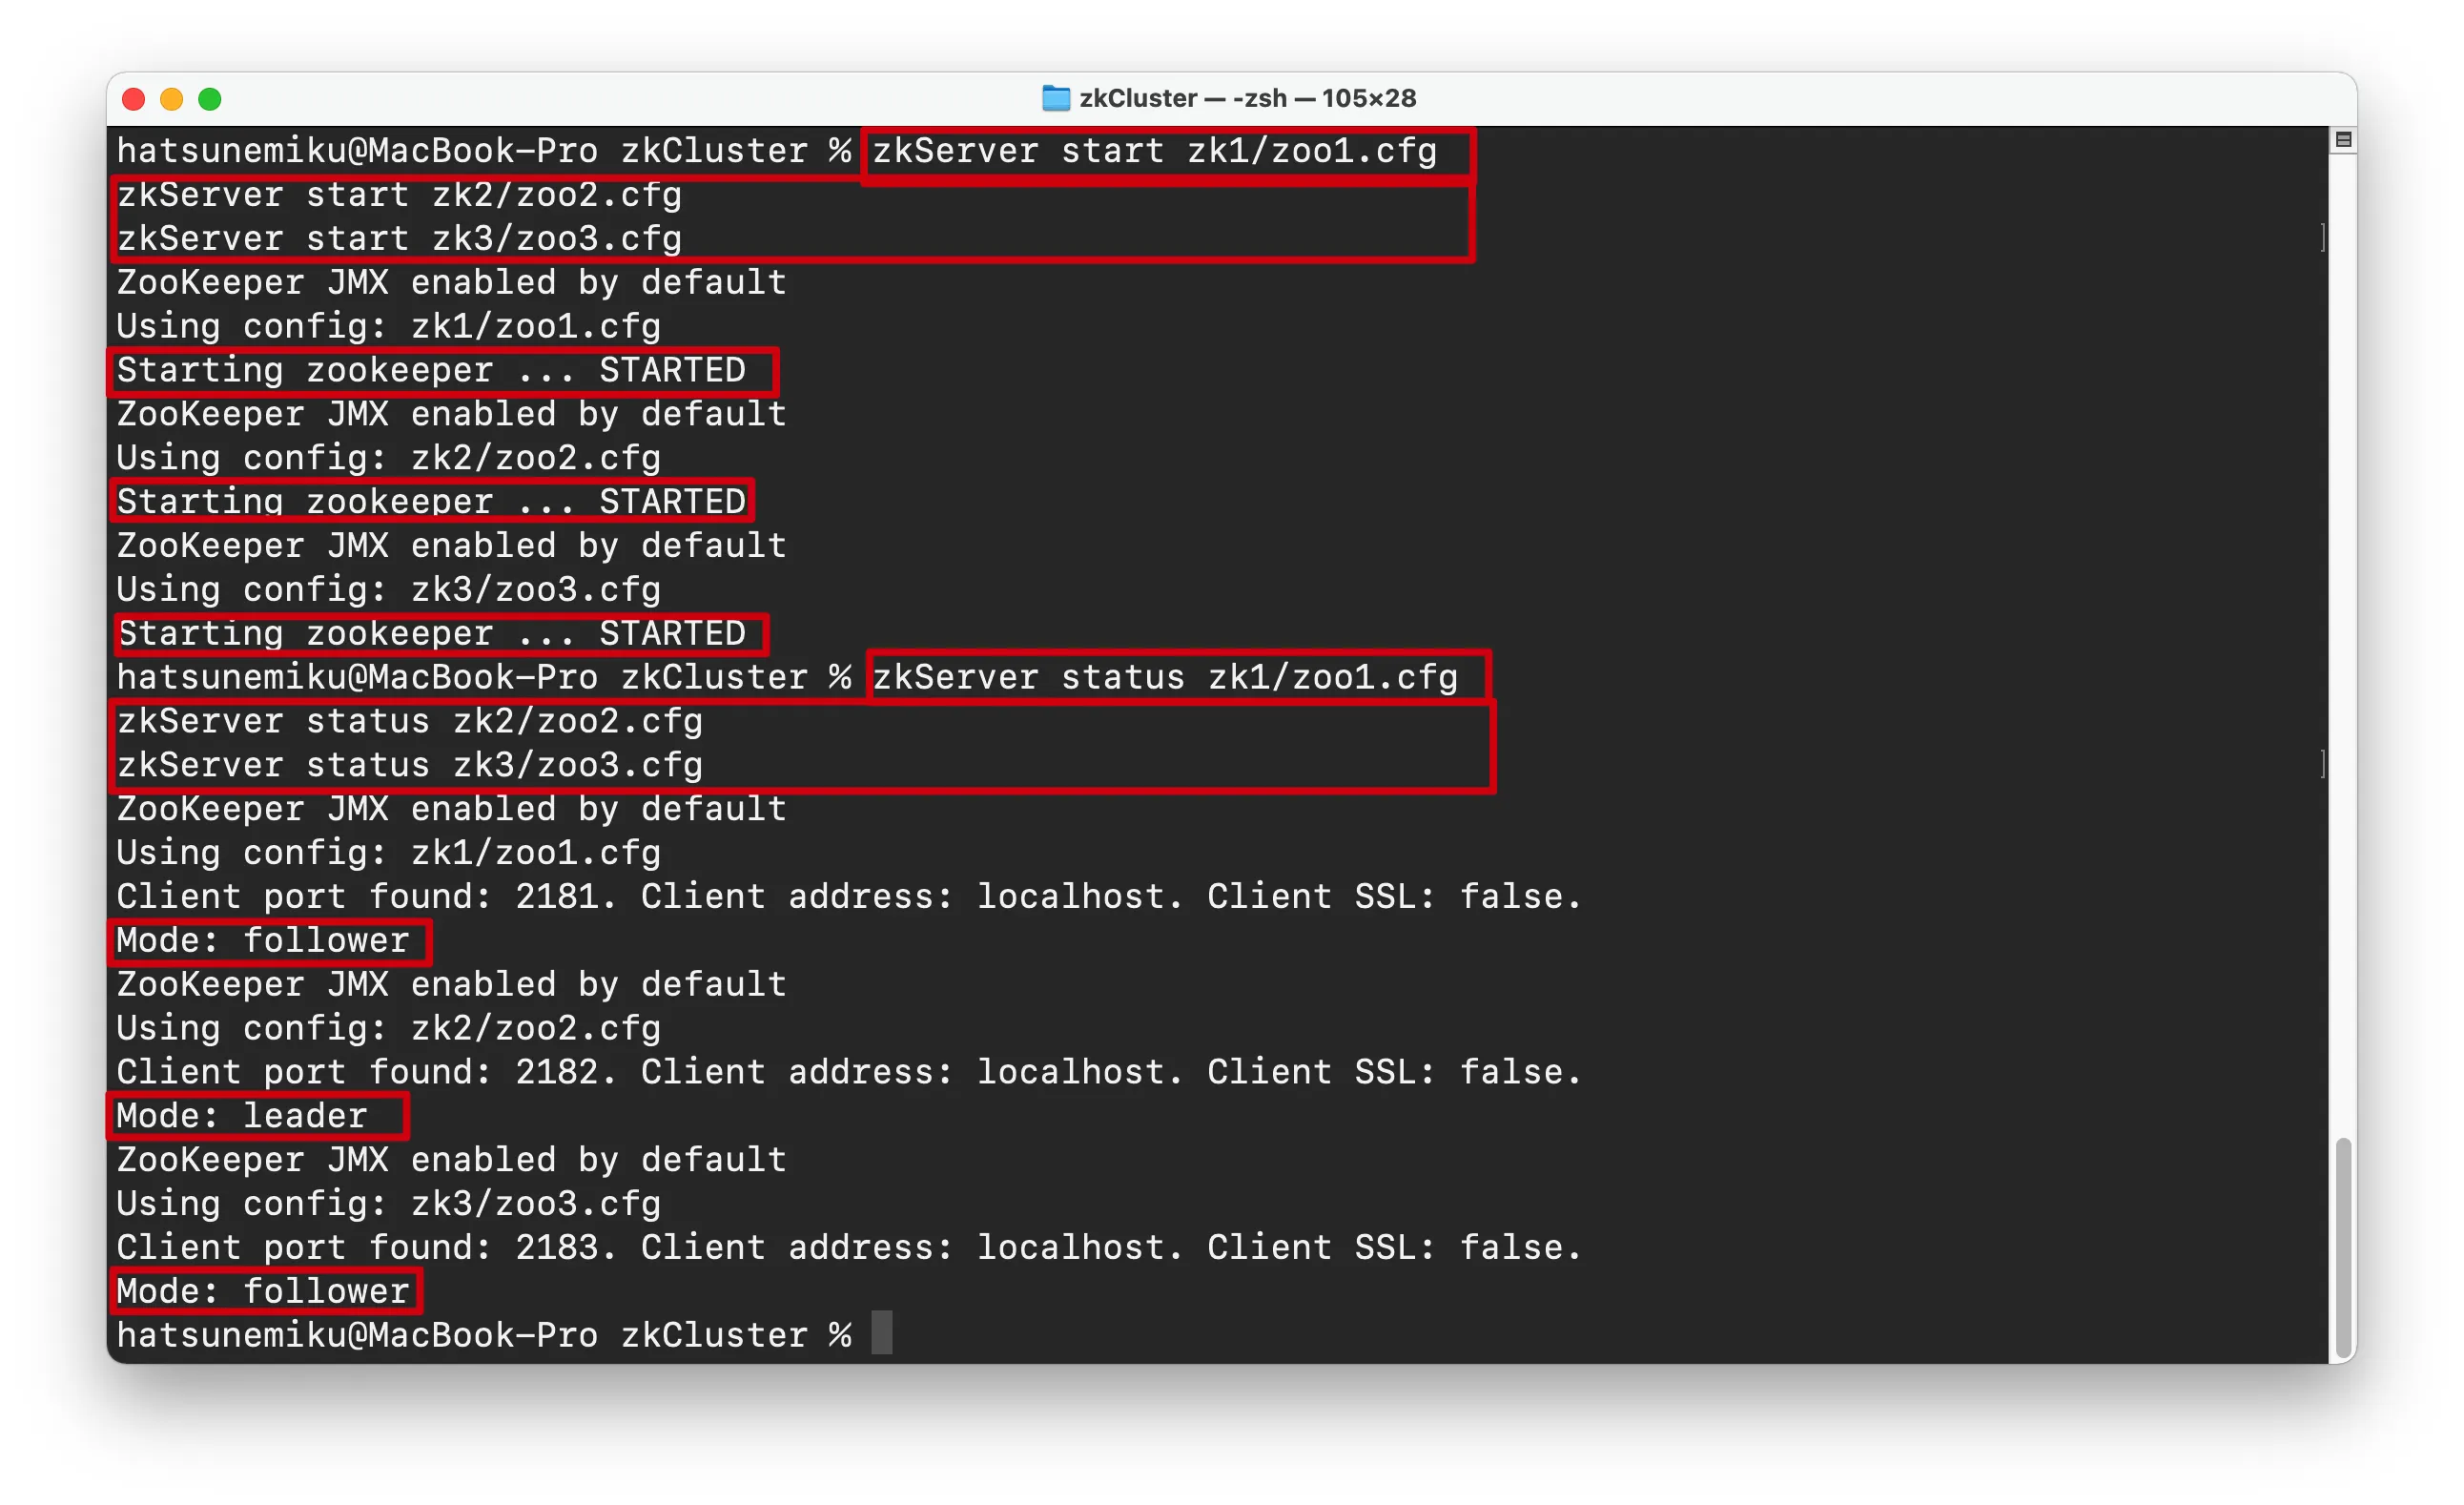 zkCluster — -zsh — 105×28
hatsunemiku@MacBook-Pro zkCluster % zkServer start zk1/zoo1.cfg
zkServer start zk2/zoo2.cfg
zkServer start zk3/zoo3.cfg
ZooKeeper JMX enabled by default
Using config: zk1/zoo1.cfg
Starting zookeeper ... STARTED
ZooKeeper JMX enabled by default
Using config: zk2/zoo2.cfg
Starting zookeeper ... STARTED
ZooKeeper JMX enabled by default
Using config: zk3/zoo3.cfg
Starting zookeeper ... STARTED
hatsunemiku@MacBook-Pro zkCluster % zkServer status zk1/zoo1.cfg
zkServer status zk2/zoo2.cfg
zkServer status zk3/zoo3.cfg
ZooKeeper JMX enabled by default
Using config: zk1/zoo1.cfg
Client port found: 2181. Client address: localhost. Client SSL: false.
Mode: follower
ZooKeeper JMX enabled by default
Using config: zk2/zoo2.cfg
Client port found: 2182. Client address: localhost. Client SSL: false.
Mode: leader
ZooKeeper JMX enabled by default
Using config: zk3/zoo3.cfg
Client port found: 2183. Client address: localhost. Client SSL: false.
Mode: follower
hatsunemiku@MacBook-Pro zkCluster %